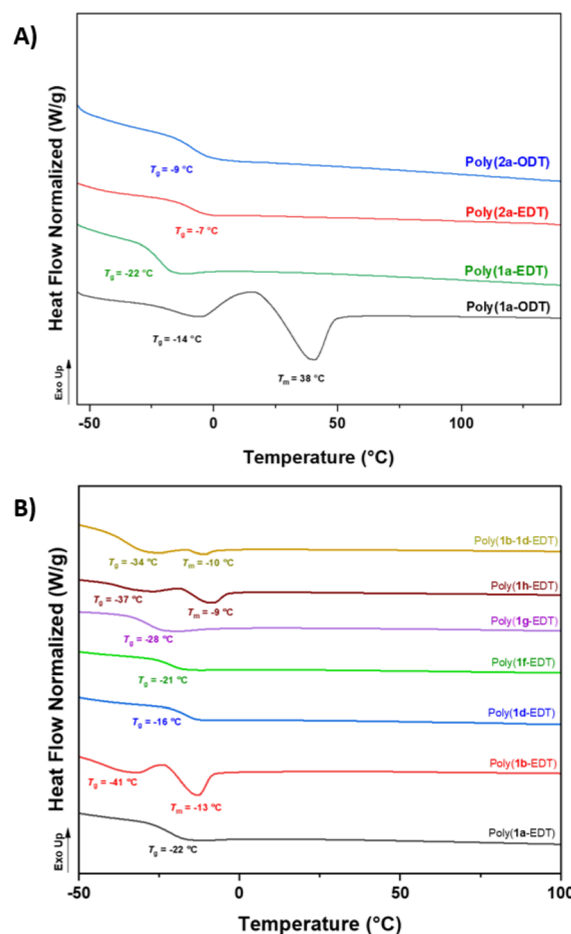 A)
Heat Flow Normalized (W/g)
Exo Up
Tg = -9 °C
Poly(2a-ODT)
Tg = -7 °C
Poly(2a-EDT)
Tg = -22 °C
Poly(1a-EDT)
Poly(1a-ODT)
Tg = -14 °C
Tm = 38 °C
-50
0
50
100
Temperature (°C)
B)
Heat Flow Normalized (W/g)
Exo Up
Poly(1b-1d-EDT)
Tg = -34 °C
Tm = -10 °C
Poly(1h-EDT)
Tg = -37 °C
Tm = -9 °C
Poly(1g-EDT)
Tg = -28 °C
Poly(1f-EDT)
Tg = -21 °C
Poly(1d-EDT)
Tg = -16 °C
Poly(1b-EDT)
Tg = -41 °C
Tm = -13 °C
Poly(1a-EDT)
Tg = -22 °C
-50
0
50
100
Temperature (°C)